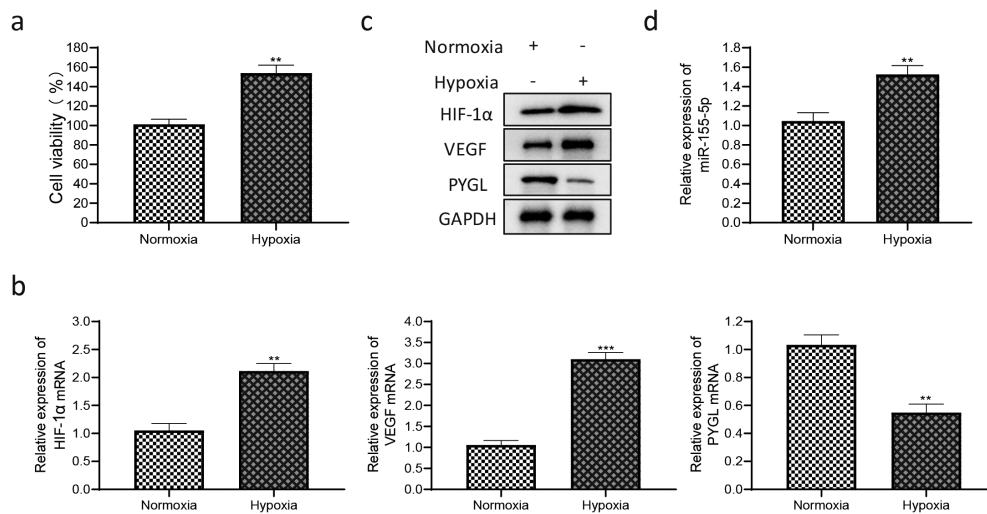 a
Cell viability ( %)
180
160
140
120
100
80
60
40
20
0
**
Normoxia
Hypoxia
c
Normoxia + -
Hypoxia - +
HIF-1α
VEGF
PYGL
GAPDH
d
Relative expression of
miR-155-5p
1.8
1.6
1.4
1.2
1.0
0.8
0.6
0.4
0.2
0.0
**
Normoxia
Hypoxia
b
Relative expression of
HIF-1α mRNA
3.0
2.5
2.0
1.5
1.0
0.5
0.0
**
Normoxia
Hypoxia
Relative expression of
VEGF mRNA
4.0
3.5
3.0
2.5
2.0
1.5
1.0
0.5
0.0
***
Normoxia
Hypoxia
Relative expression of
PYGL mRNA
1.2
1.0
0.8
0.6
0.4
0.2
0.0
**
Normoxia
Hypoxia